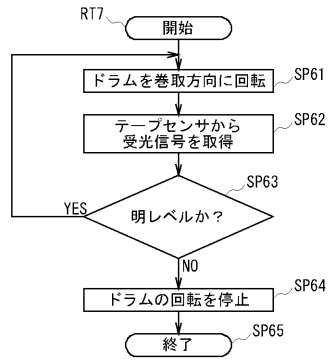 RT7
開始
ドラムを巻取方向に回転
SP61
テープセンサから
受光信号を取得
SP62
明レベルか？
SP63
YES
NO
ドラムの回転を停止
SP64
終了
SP65